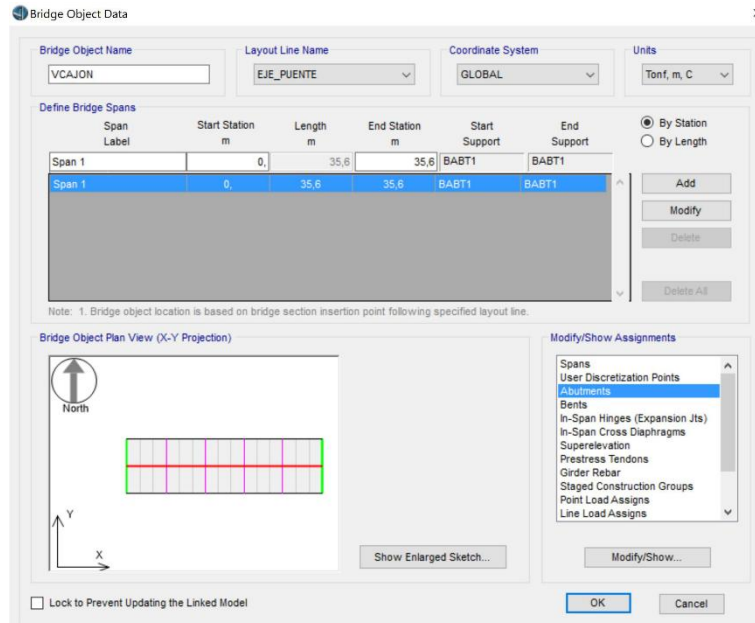 Bridge Object Data
Bridge Object Name
Layout Line Name
Coordinate System
Units
VCAJON
EJE_PUENTE
GLOBAL
Tonf, m, C
Define Bridge Spans
Span Label
Start Station m
Length m
End Station m
Start Support
End Support
By Station
By Length
Span 1 0, 35,6 35,6 BABT1 BABT1
Span 1 0, 35,6 35,6 BABT1 BABT1
Add
Modify
Delete
Delete All
Note: 1. Bridge object location is based on bridge section insertion point following specified layout line.
Bridge Object Plan View (X-Y Projection)
North
Y
X
Show Enlarged Sketch...
Modify/Show Assignments
Spans
User Discretization Points
Abutments
Bents
In-Span Hinges (Expansion Jts)
In-Span Cross Diaphragms
Superelevation
Prestress Tendons
Girder Rebar
Staged Construction Groups
Point Load Assigns
Line Load Assigns
Modify/Show...
Lock to Prevent Updating the Linked Model
OK
Cancel